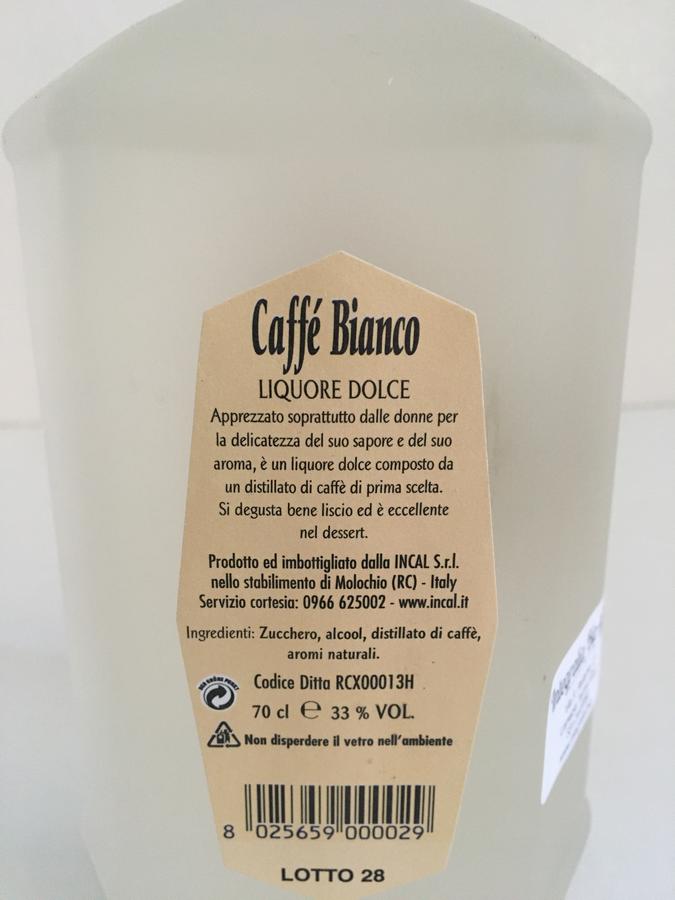 Caffé Bianco
LIQUORE DOLCE
Apprezzato soprattutto dalle donne per
la delicatezza del suo sapore e del suo
aroma, è un liquore dolce composto da
un distillato di caffè di prima scelta.
Si degusta bene liscio ed è eccellente
nel dessert.
Prodotto ed imbottigliato dalla INCAL S.r.l.
nello stabilimento di Molochio (RC) - Italy
Servizio cortesia: 0966 625002 - www.incal.it
Ingredienti: Zucchero, alcool, distillato di caffè,
aromi naturali.
Codice Ditta RCX00013H
70 cl e 33 % VOL.
Non disperdere il vetro nell'ambiente
8 025659 000029
LOTTO 28